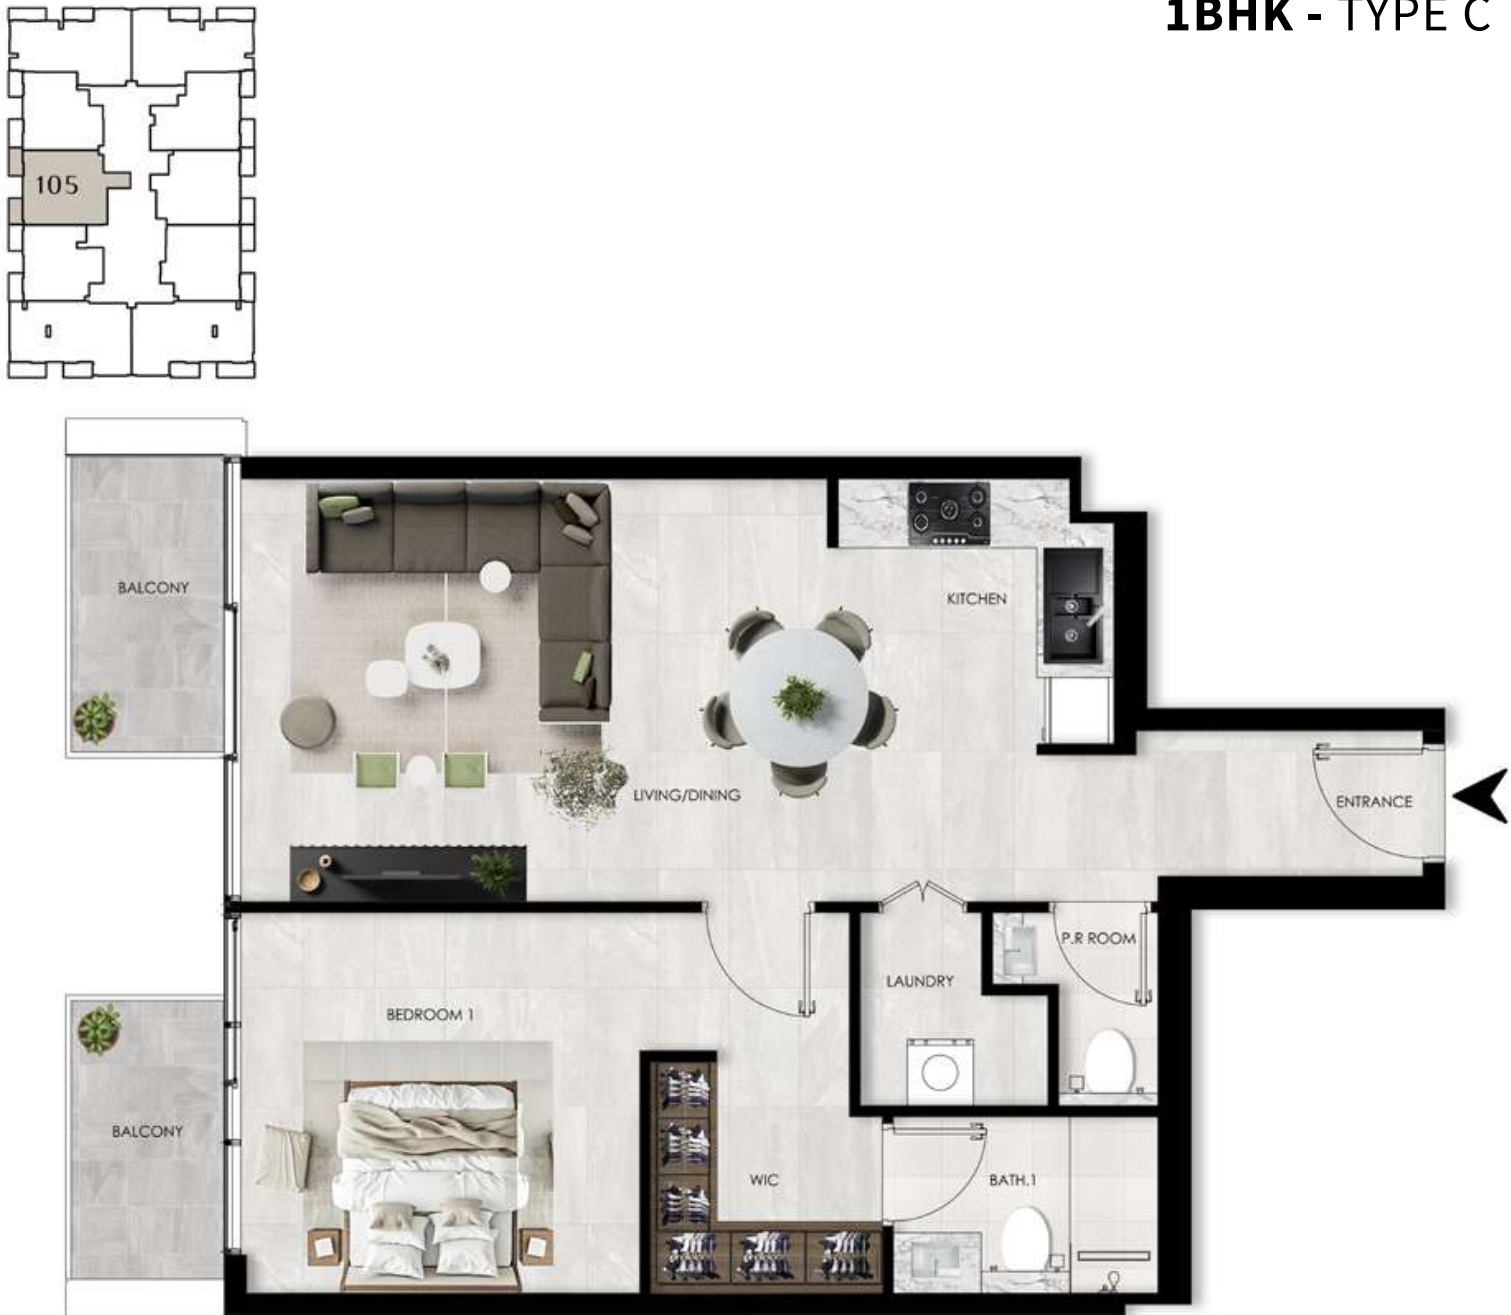 1BHK - TYPE C
105
BALCONY
KITCHEN
LIVING/DINING
ENTRANCE
P.R ROOM
LAUNDRY
BEDROOM 1
BALCONY
WIC
BATH.1